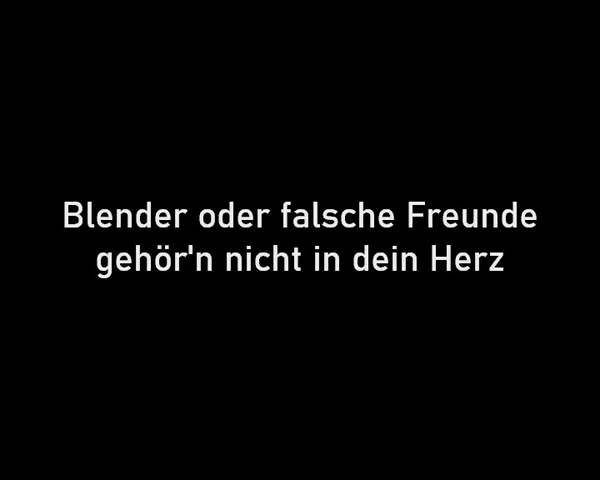 Blender oder falsche Freunde
gehör'n nicht in dein Herz